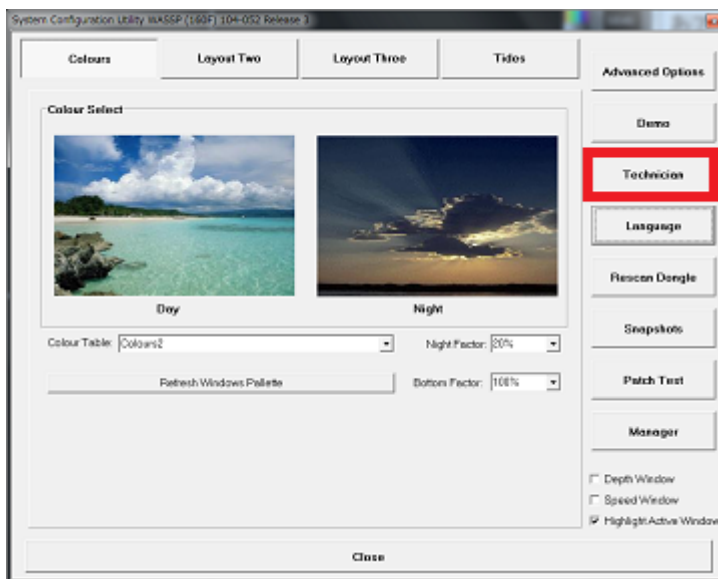 System Configuration Utility WASSP (160F) 104-052 Release 3
Colours
Layout Two
Layout Three
Tides
Advanced Options
Colour Select
Demo
Technician
Language
Day
Night
Rescan Dongle
Colour Table: Colours2
Night Factor: 20%
Snapshots
Refresh Windows Pallette
Bottom Factor: 100%
Patch Test
Manager
Depth Window
Speed Window
Highlight Active Window
Close